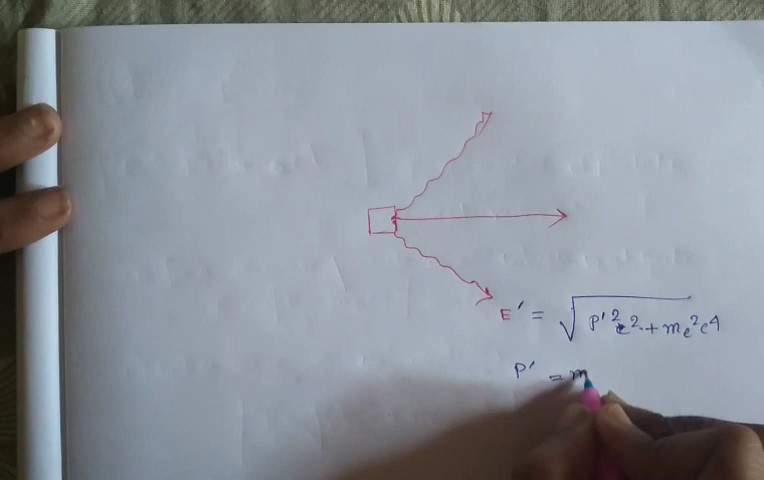 E' = √P'²c²+me²c⁴
P' = m